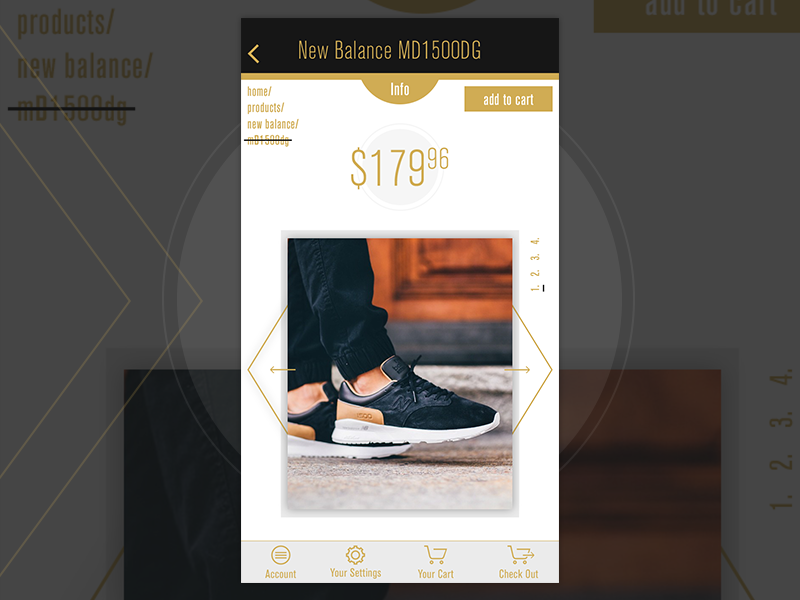 products/
new balance/
mD1500dg
add to cart
New Balance MD1500DG
home/
products/
new balance/
mD1500dg
Info
add to cart
$179.96
1. 2. 3. 4.
1. 2. 3. 4.
Account
Your Settings
Your Cart
Check Out